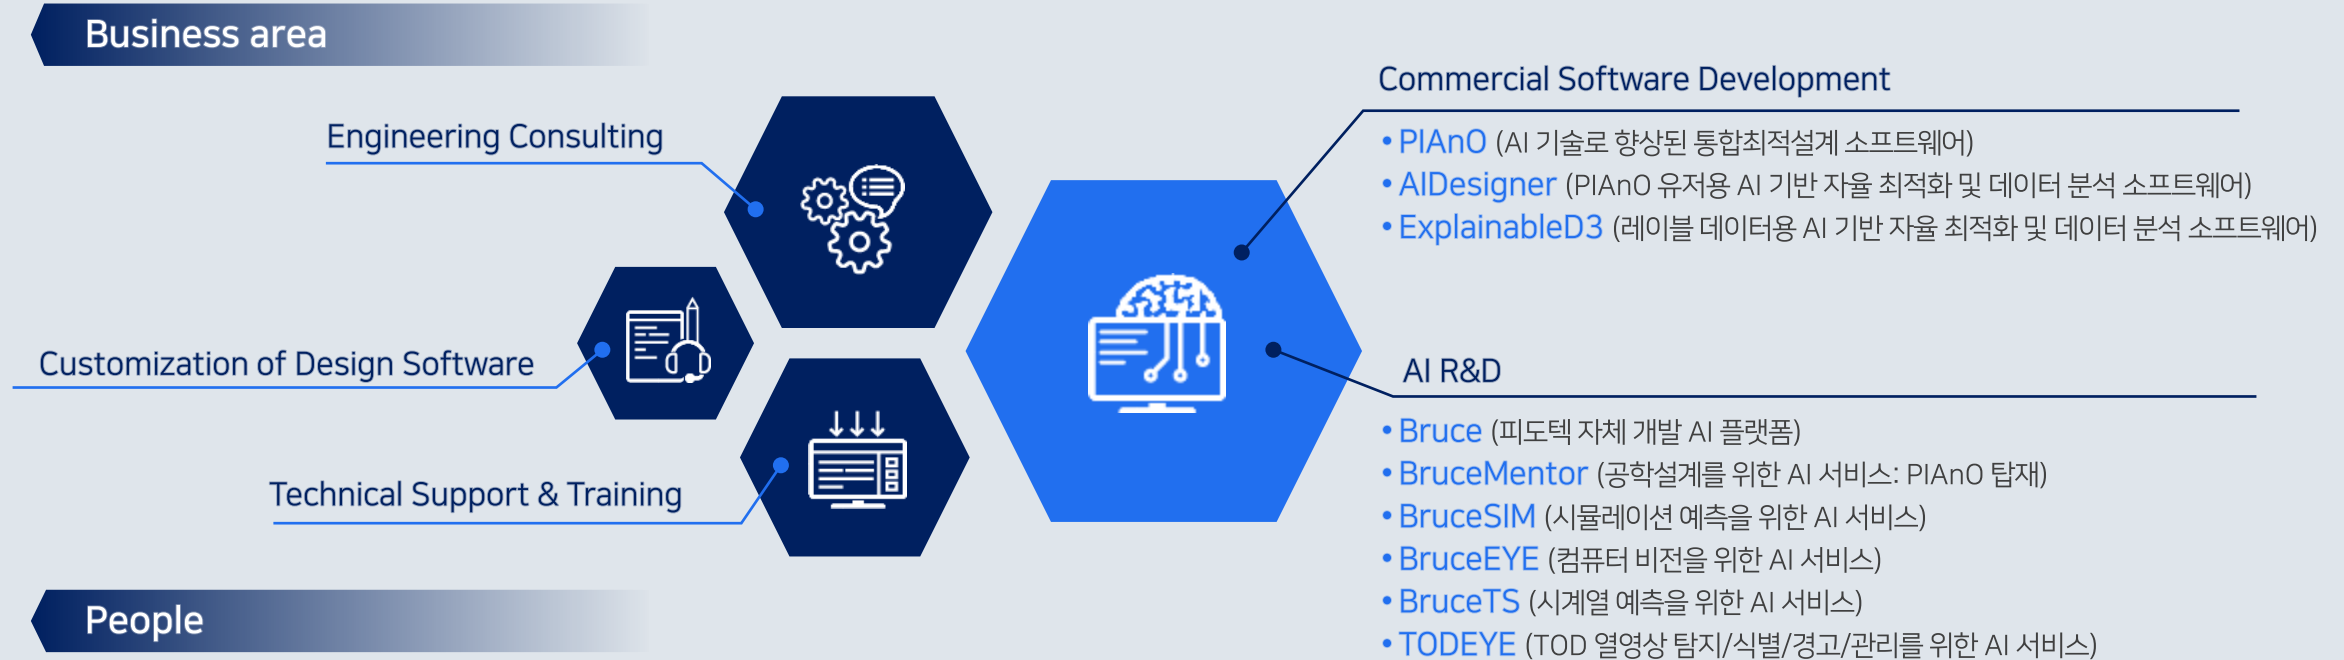 Business area
Engineering Consulting
Customization of Design Software
Technical Support & Training
Commercial Software Development
• PIAnO (AI 기술로 향상된 통합최적설계 소프트웨어)
• AIDesigner (PIAnO 유저용 AI 기반 자율 최적화 및 데이터 분석 소프트웨어)
• ExplainableD3 (레이블 데이터용 AI 기반 자율 최적화 및 데이터 분석 소프트웨어)
AI R&D
• Bruce (피도텍 자체 개발 AI 플랫폼)
• BruceMentor (공학설계를 위한 AI 서비스: PIAnO 탑재)
• BruceSIM (시뮬레이션 예측을 위한 AI 서비스)
• BruceEYE (컴퓨터 비전을 위한 AI 서비스)
• BruceTS (시계열 예측을 위한 AI 서비스)
• TODEYE (TOD 열영상 탐지/식별/경고/관리를 위한 AI 서비스)
People